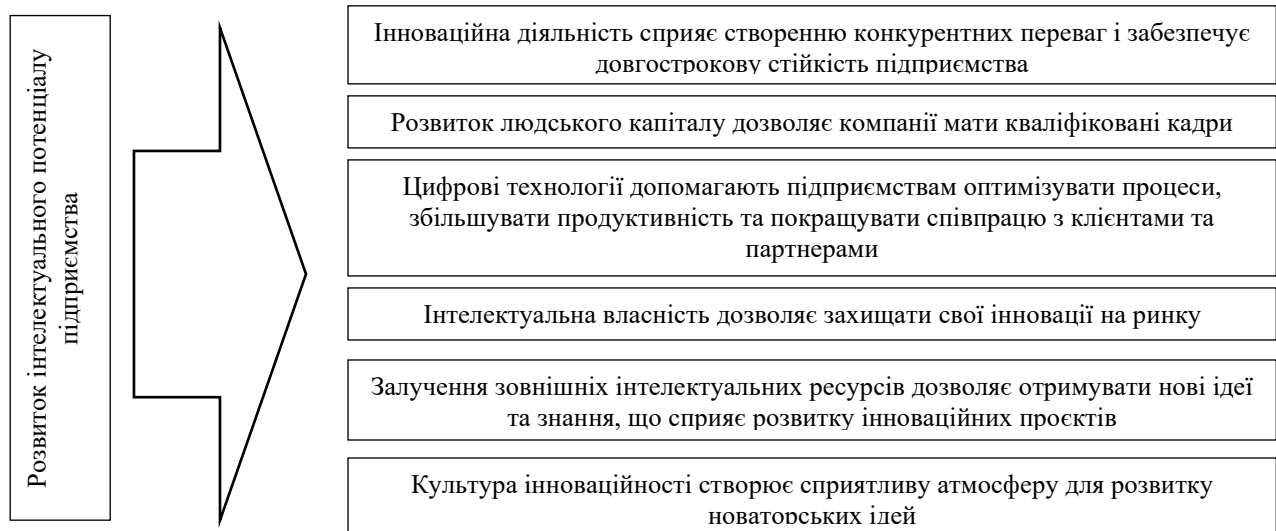 Розвиток інтелектуального потенціалу
підприємства
Інноваційна діяльність сприяє створенню конкурентних переваг і забезпечує
довгострокову стійкість підприємства
Розвиток людського капіталу дозволяє компанії мати кваліфіковані кадри
Цифрові технології допомагають підприємствам оптимізувати процеси,
збільшувати продуктивність та покращувати співпрацю з клієнтами та
партнерами
Інтелектуальна власність дозволяє захищати свої інновації на ринку
Залучення зовнішніх інтелектуальних ресурсів дозволяє отримувати нові ідеї
та знання, що сприяє розвитку інноваційних проєктів
Культура інноваційності створює сприятливу атмосферу для розвитку
новаторських ідей